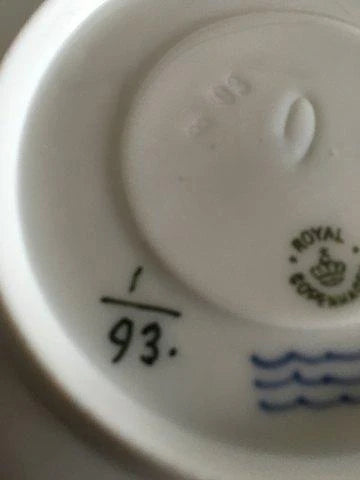 ROYAL
COPENHAGEN
1
93.